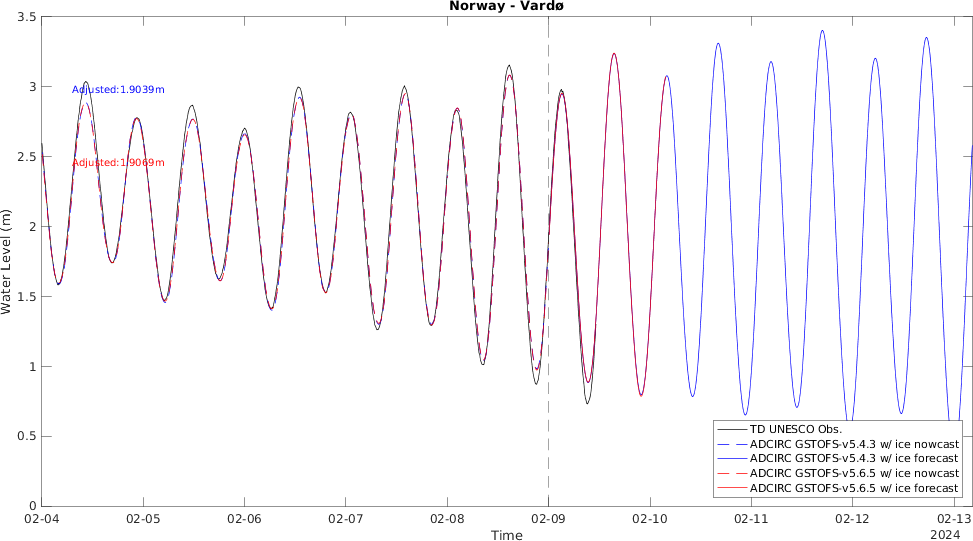 Norway - Vardø
3.5
3
2.5
2
1.5
1
0.5
0
Water Level (m)
Adjusted:1.9039m
Adjusted:1.9069m
TD UNESCO Obs.
ADCIRC GSTOFS-v5.4.3 w/ ice nowcast
ADCIRC GSTOFS-v5.4.3 w/ ice forecast
ADCIRC GSTOFS-v5.6.5 w/ ice nowcast
ADCIRC GSTOFS-v5.6.5 w/ ice forecast
02-04 02-05 02-06 02-07 02-08 02-09 02-10 02-11 02-12 02-13
Time
2024